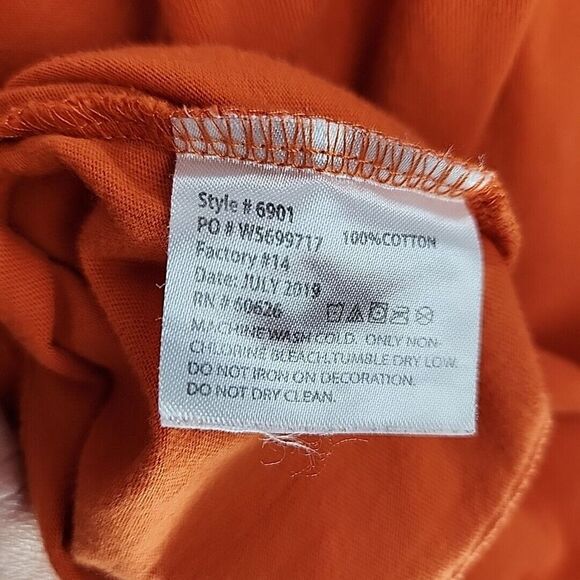 Style # 6901
PO # W5699717 100%COTTON
Factory #14
Date: JULY 2019
RN # 60626
MACHINE WASH COLD. ONLY NON-
CHLORINE BLEACH.TUMBLE DRY LOW.
DO NOT IRON ON DECORATION.
DO NOT DRY CLEAN.